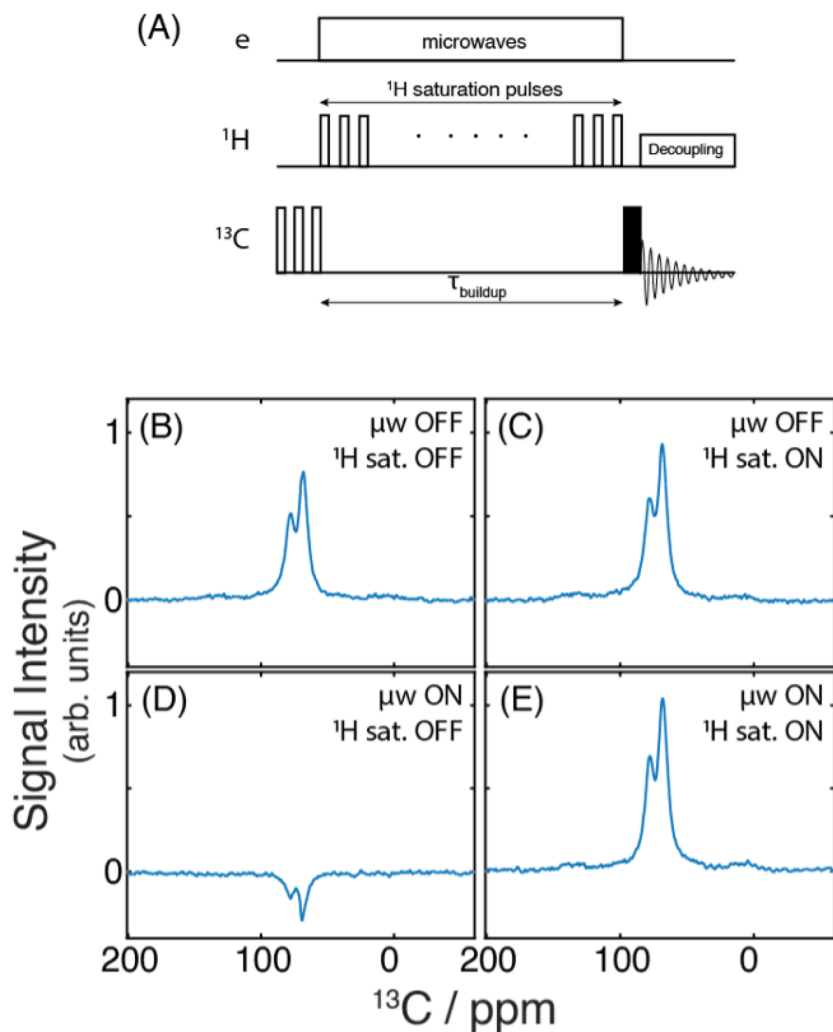 (A)
e
microwaves
¹H saturation pulses
¹H
. . . . .
Decoupling
¹³C
τbuildup
(B)
μw OFF
¹H sat. OFF
(C)
μw OFF
¹H sat. ON
(D)
μw ON
¹H sat. OFF
(E)
μw ON
¹H sat. ON
1
0
1
0
Signal Intensity
(arb. units)
200 100 0 200 100 0
¹³C / ppm